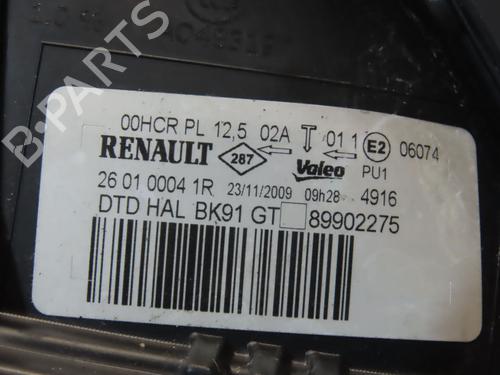 00HCR PL 12,5 02A T 01 1 E2 06074
RENAULT 287 Valeo PU1
26 01 0004 1R 23/11/2009 09h28 4916
DTD HAL BK91 GT 89902275
B-PARTS